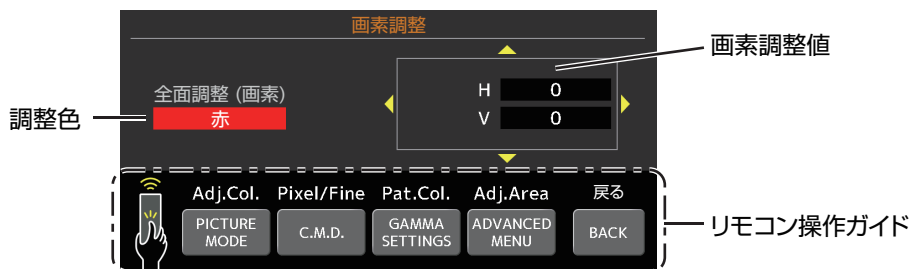 画素調整
画素調整値
全面調整 (画素)
調整色
赤
H 0
V 0
Adj.Col. Pixel/Fine Pat.Col. Adj.Area 戻る
PICTURE MODE
C.M.D.
GAMMA SETTINGS
ADVANCED MENU
BACK
リモコン操作ガイド